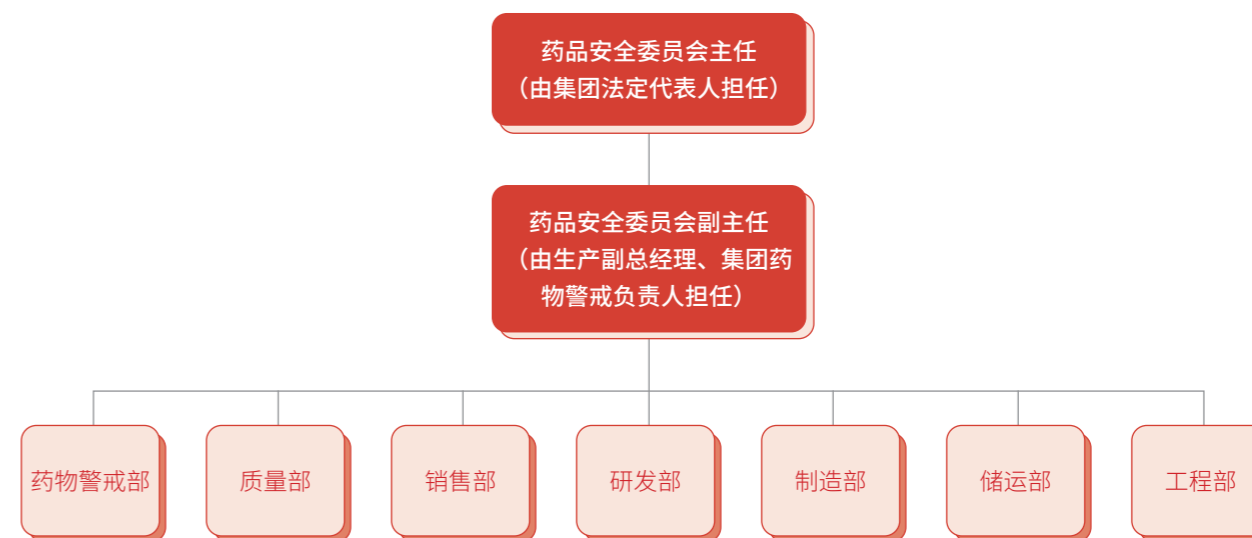 药品安全委员会主任
（由集团法定代表人担任）
药品安全委员会副主任
（由生产副总经理、集团药
物警戒负责人担任）
药物警戒部
质量部
销售部
研发部
制造部
储运部
工程部